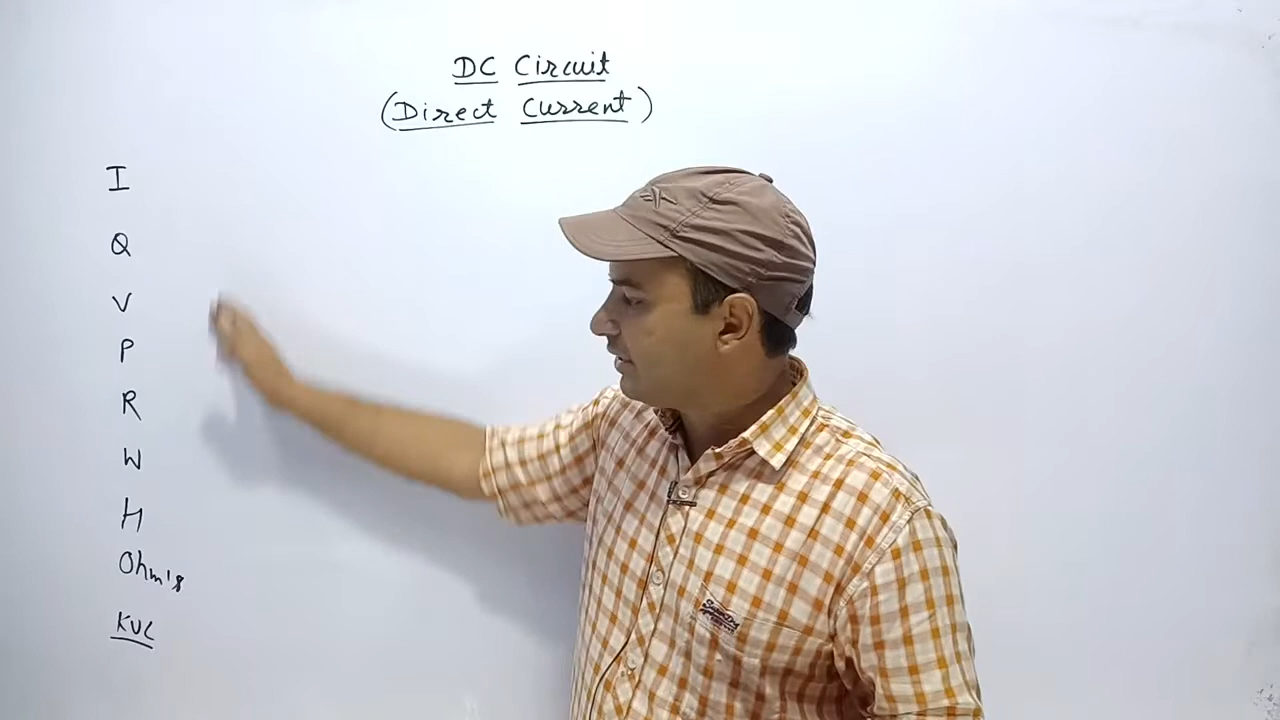 DC Circuit
(Direct Current)
I
Q
V
P
R
W
H
Ohm's
KVL